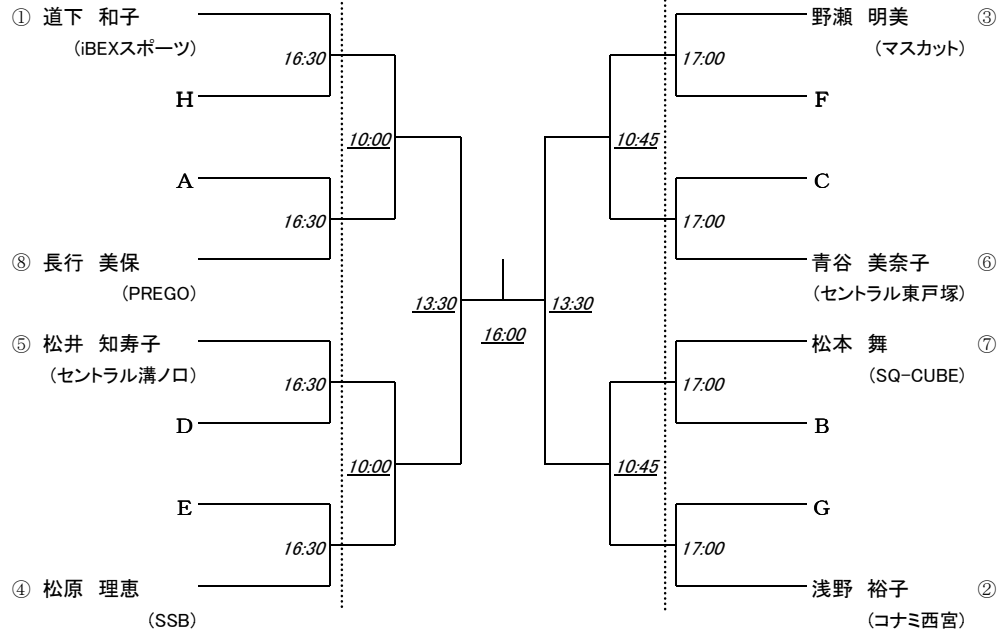 ① 道下 和子
(iBEXスポーツ)
16:30
H
10:00
A
16:30
⑧ 長行 美保
(PREGO)
13:30
⑤ 松井 知寿子
(セントラル溝ノ口)
16:30
D
10:00
E
16:30
④ 松原 理恵
(SSB)
16:00
野瀬 明美 ③
(マスカット)
17:00
F
10:45
C
17:00
青谷 美奈子 ⑥
(セントラル東戸塚)
13:30
松本 舞 ⑦
(SQ-CUBE)
17:00
B
10:45
G
17:00
浅野 裕子 ②
(コナミ西宮)